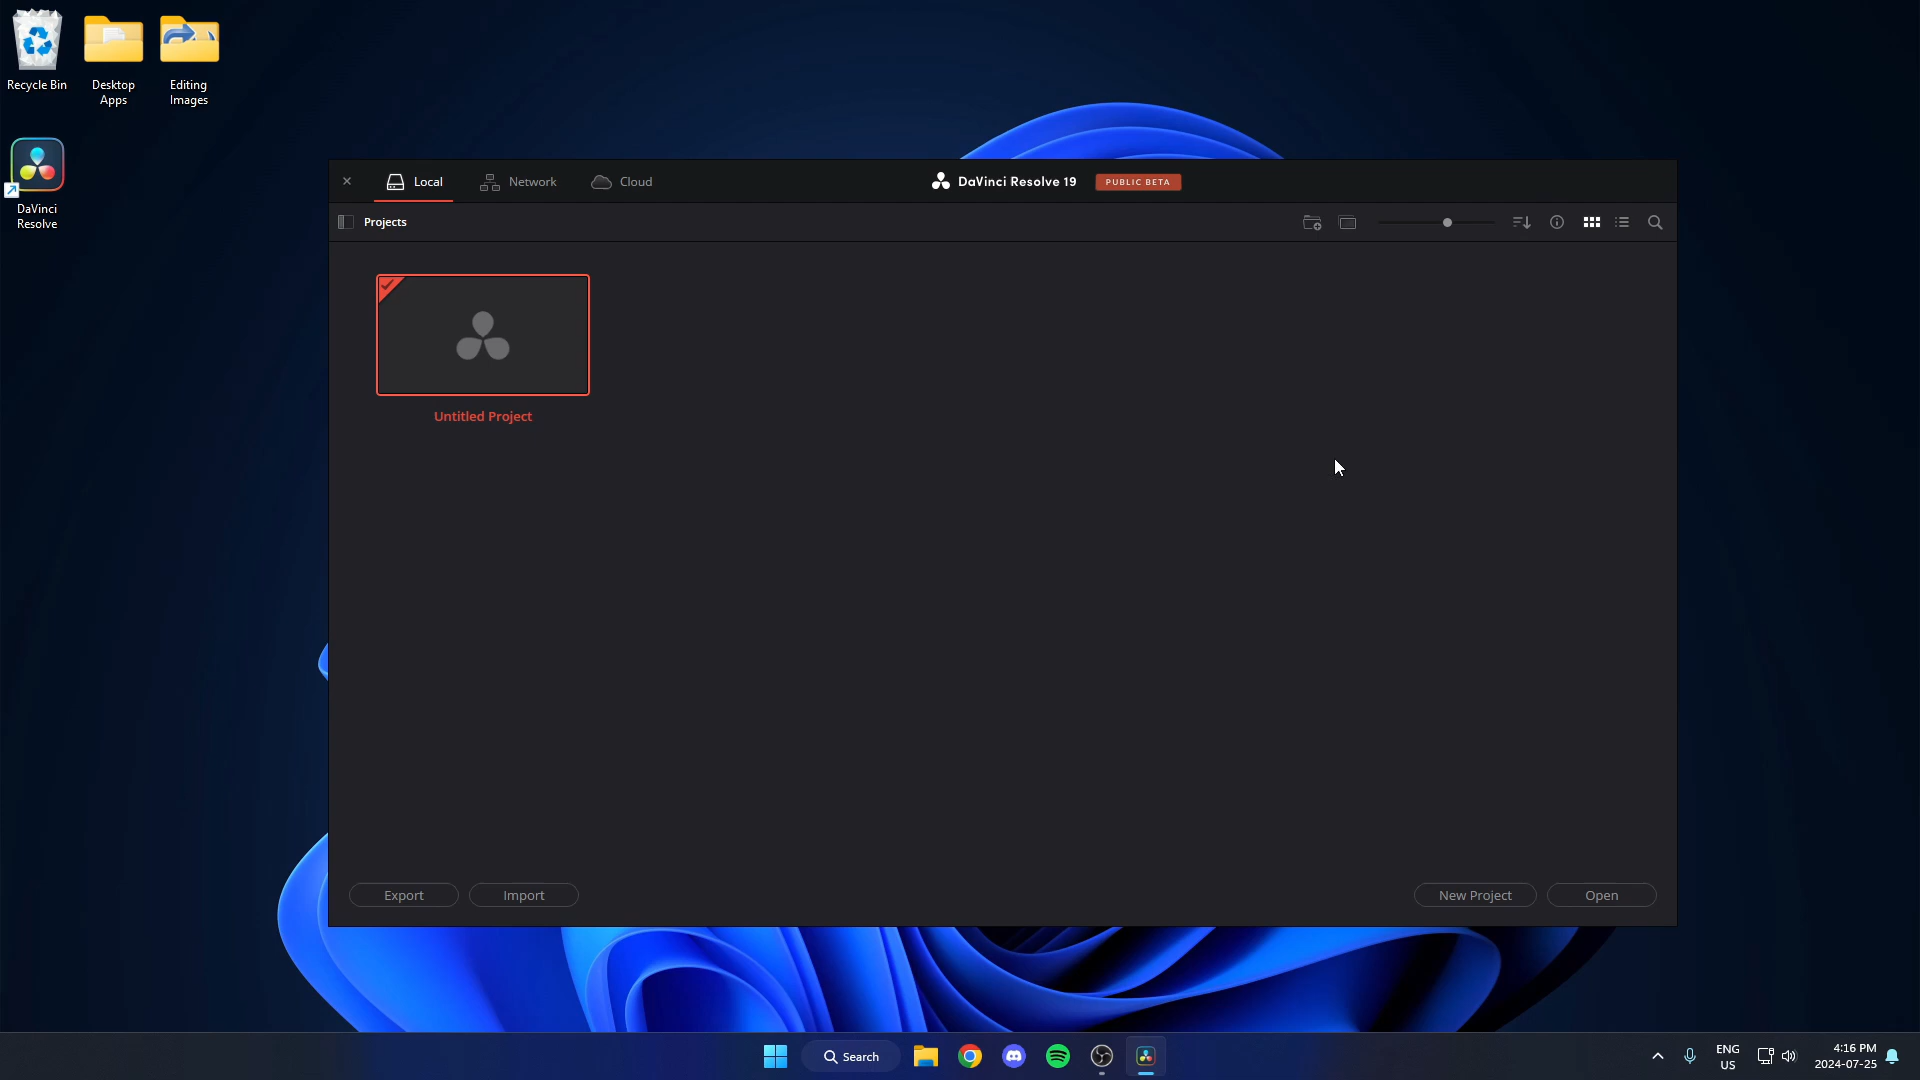 Recycle Bin
Desktop
Apps
Editing
Images
DaVinci
Resolve
Local
Network
Cloud
DaVinci Resolve 19
PUBLIC BETA
Projects
Untitled Project
Export
Import
New Project
Open
Search
ENG
US
4:16 PM
2024-07-25